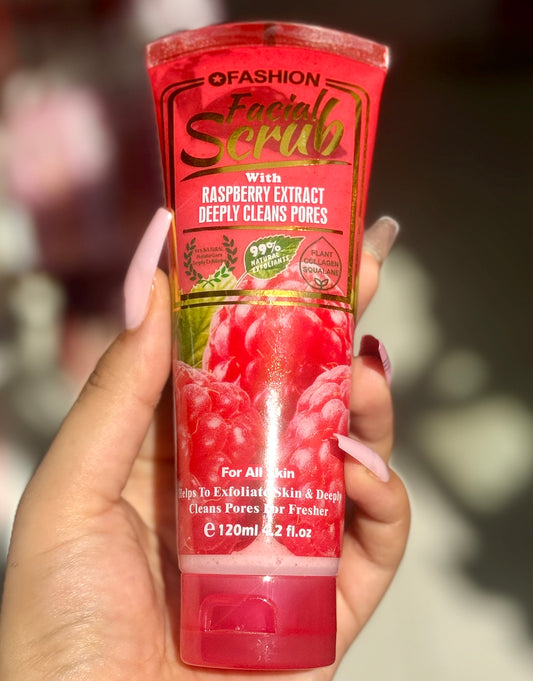 OFASHION
Facial
Scrub
With
RASPBERRY EXTRACT
DEEPLY CLEANS PORES
99%
NATURAL
EXFOLIANTS
PLANT
COLLAGEN
SQUALANE
For All Skin
Helps To Exfoliate Skin & Deeply
Cleans Pores For Fresher
e 120ml 4.2 fl.oz